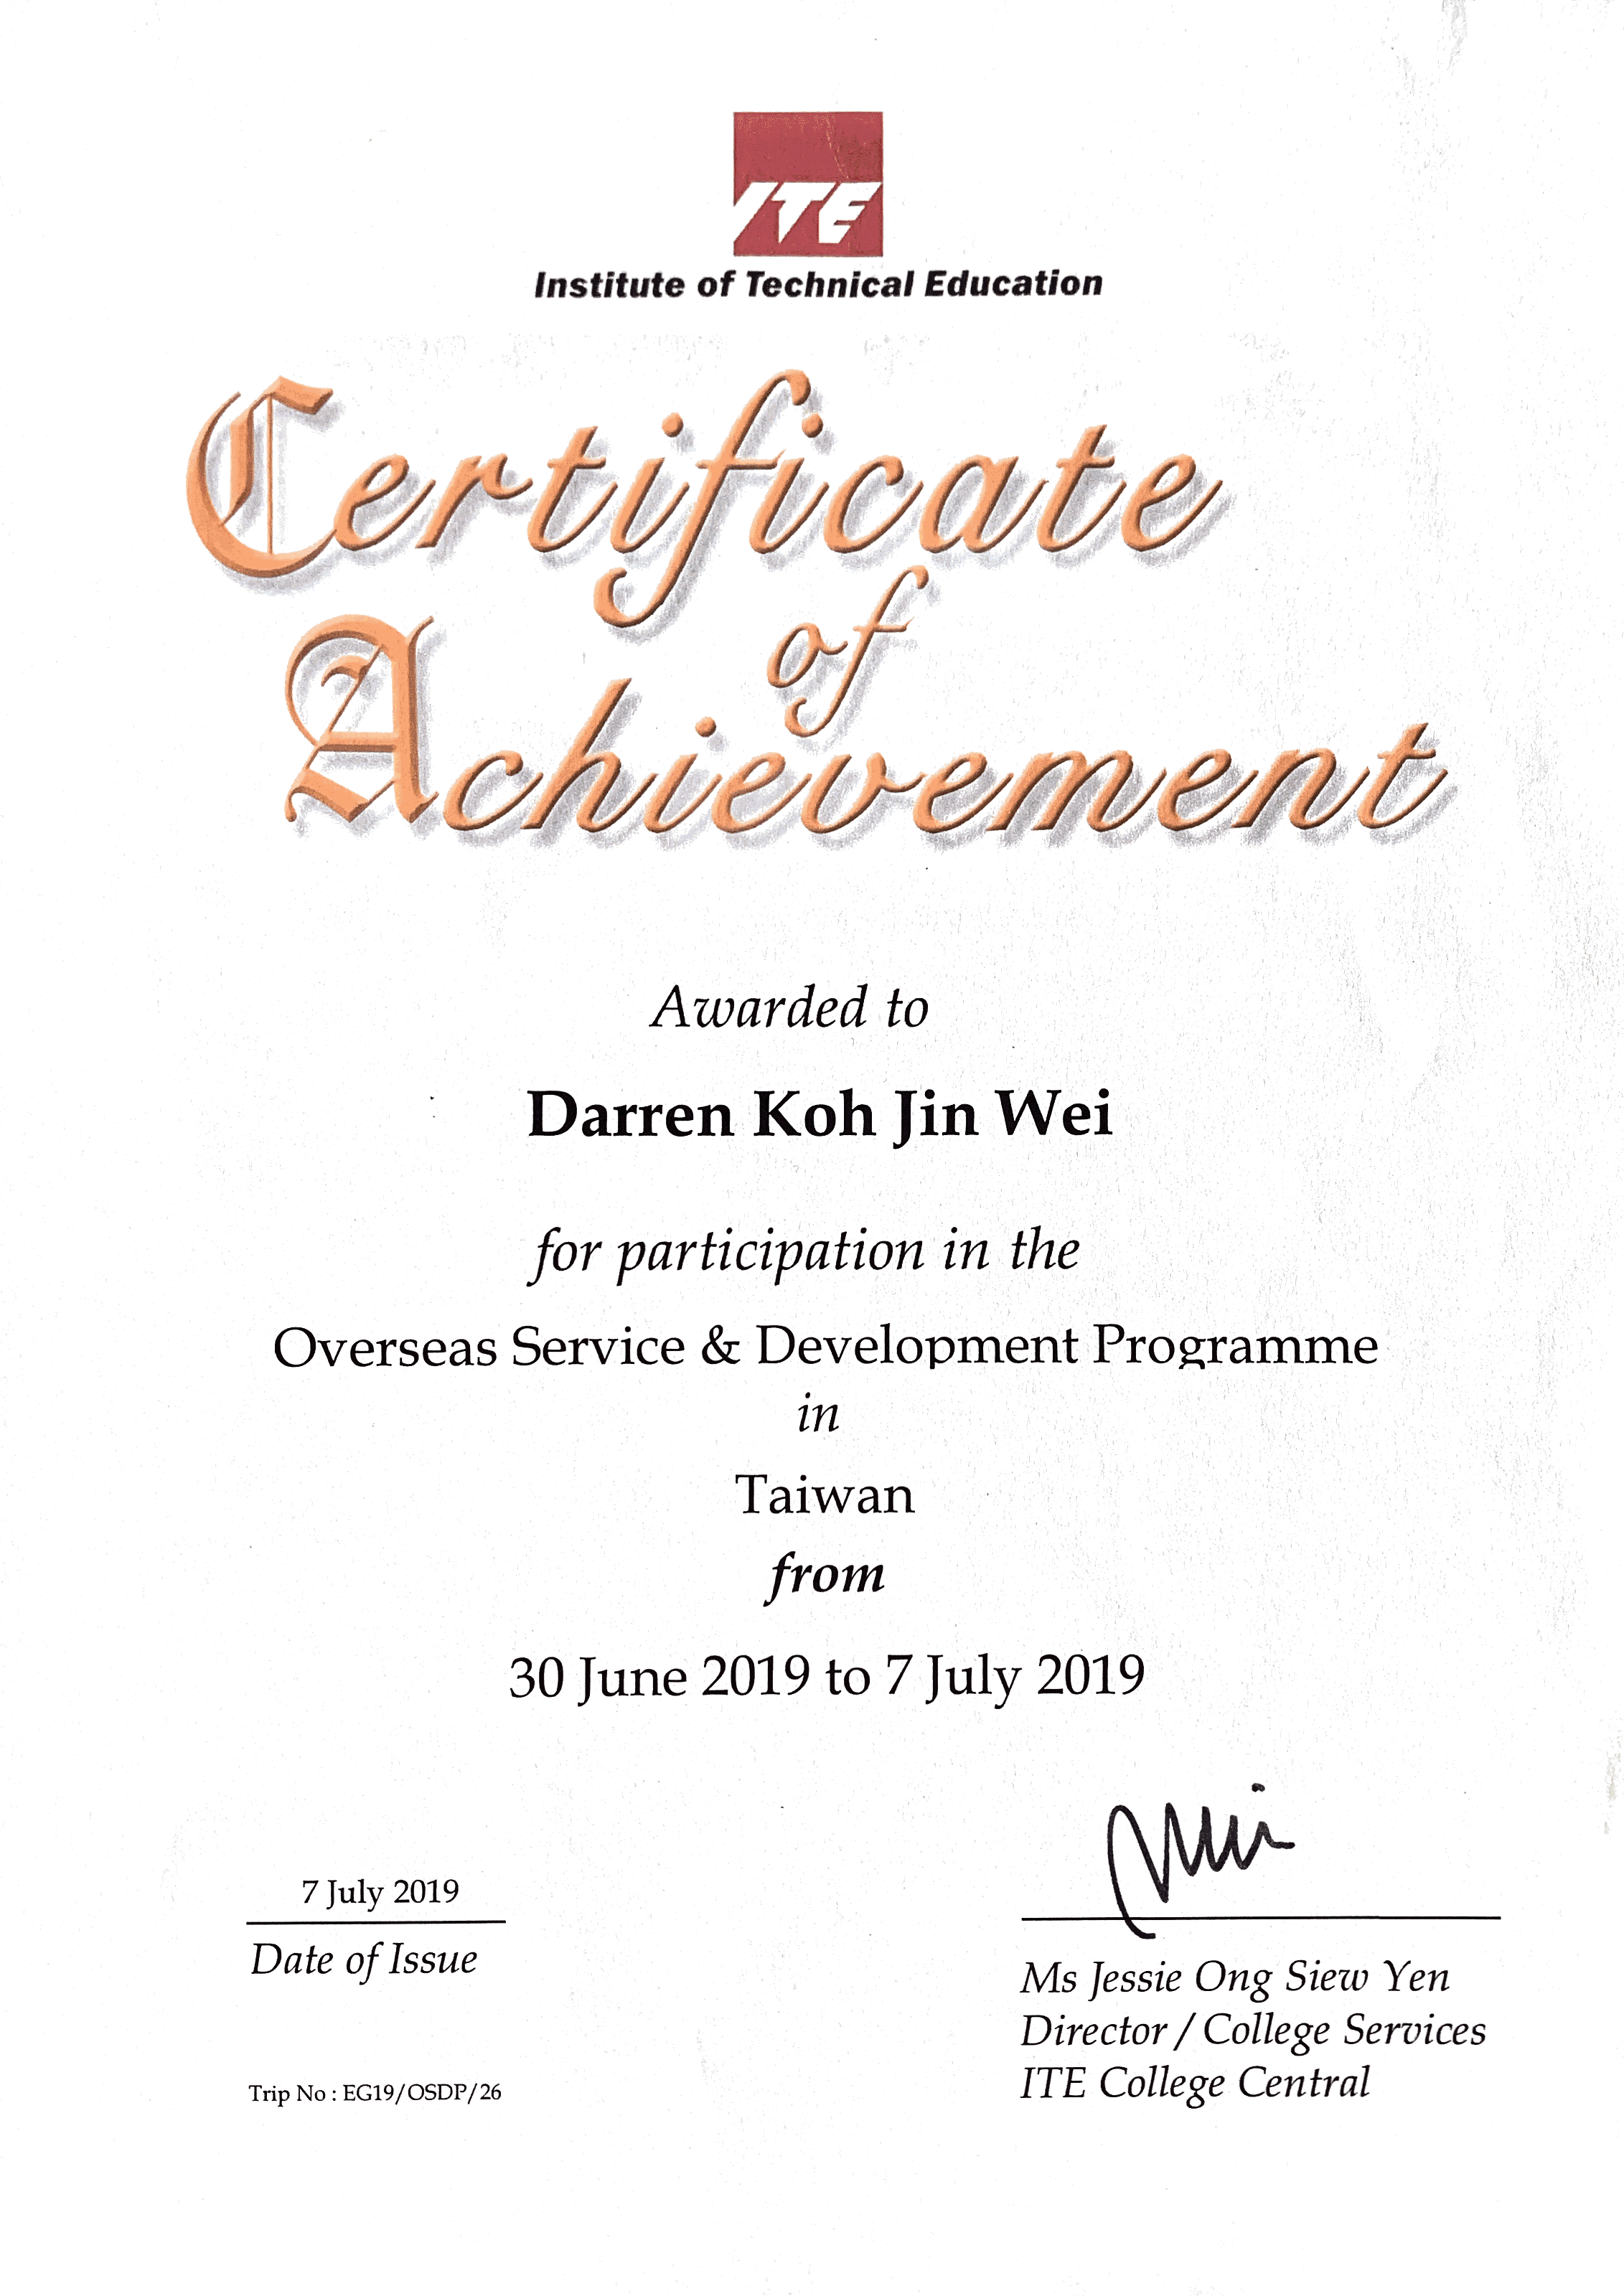 ITE
Institute of Technical Education
Certificate
of
Achievement
Awarded to
Darren Koh Jin Wei
for participation in the
Overseas Service & Development Programme
in
Taiwan
from
30 June 2019 to 7 July 2019
7 July 2019
Date of Issue
Ms Jessie Ong Siew Yen
Director / College Services
ITE College Central
Trip No : EG19/OSDP/26